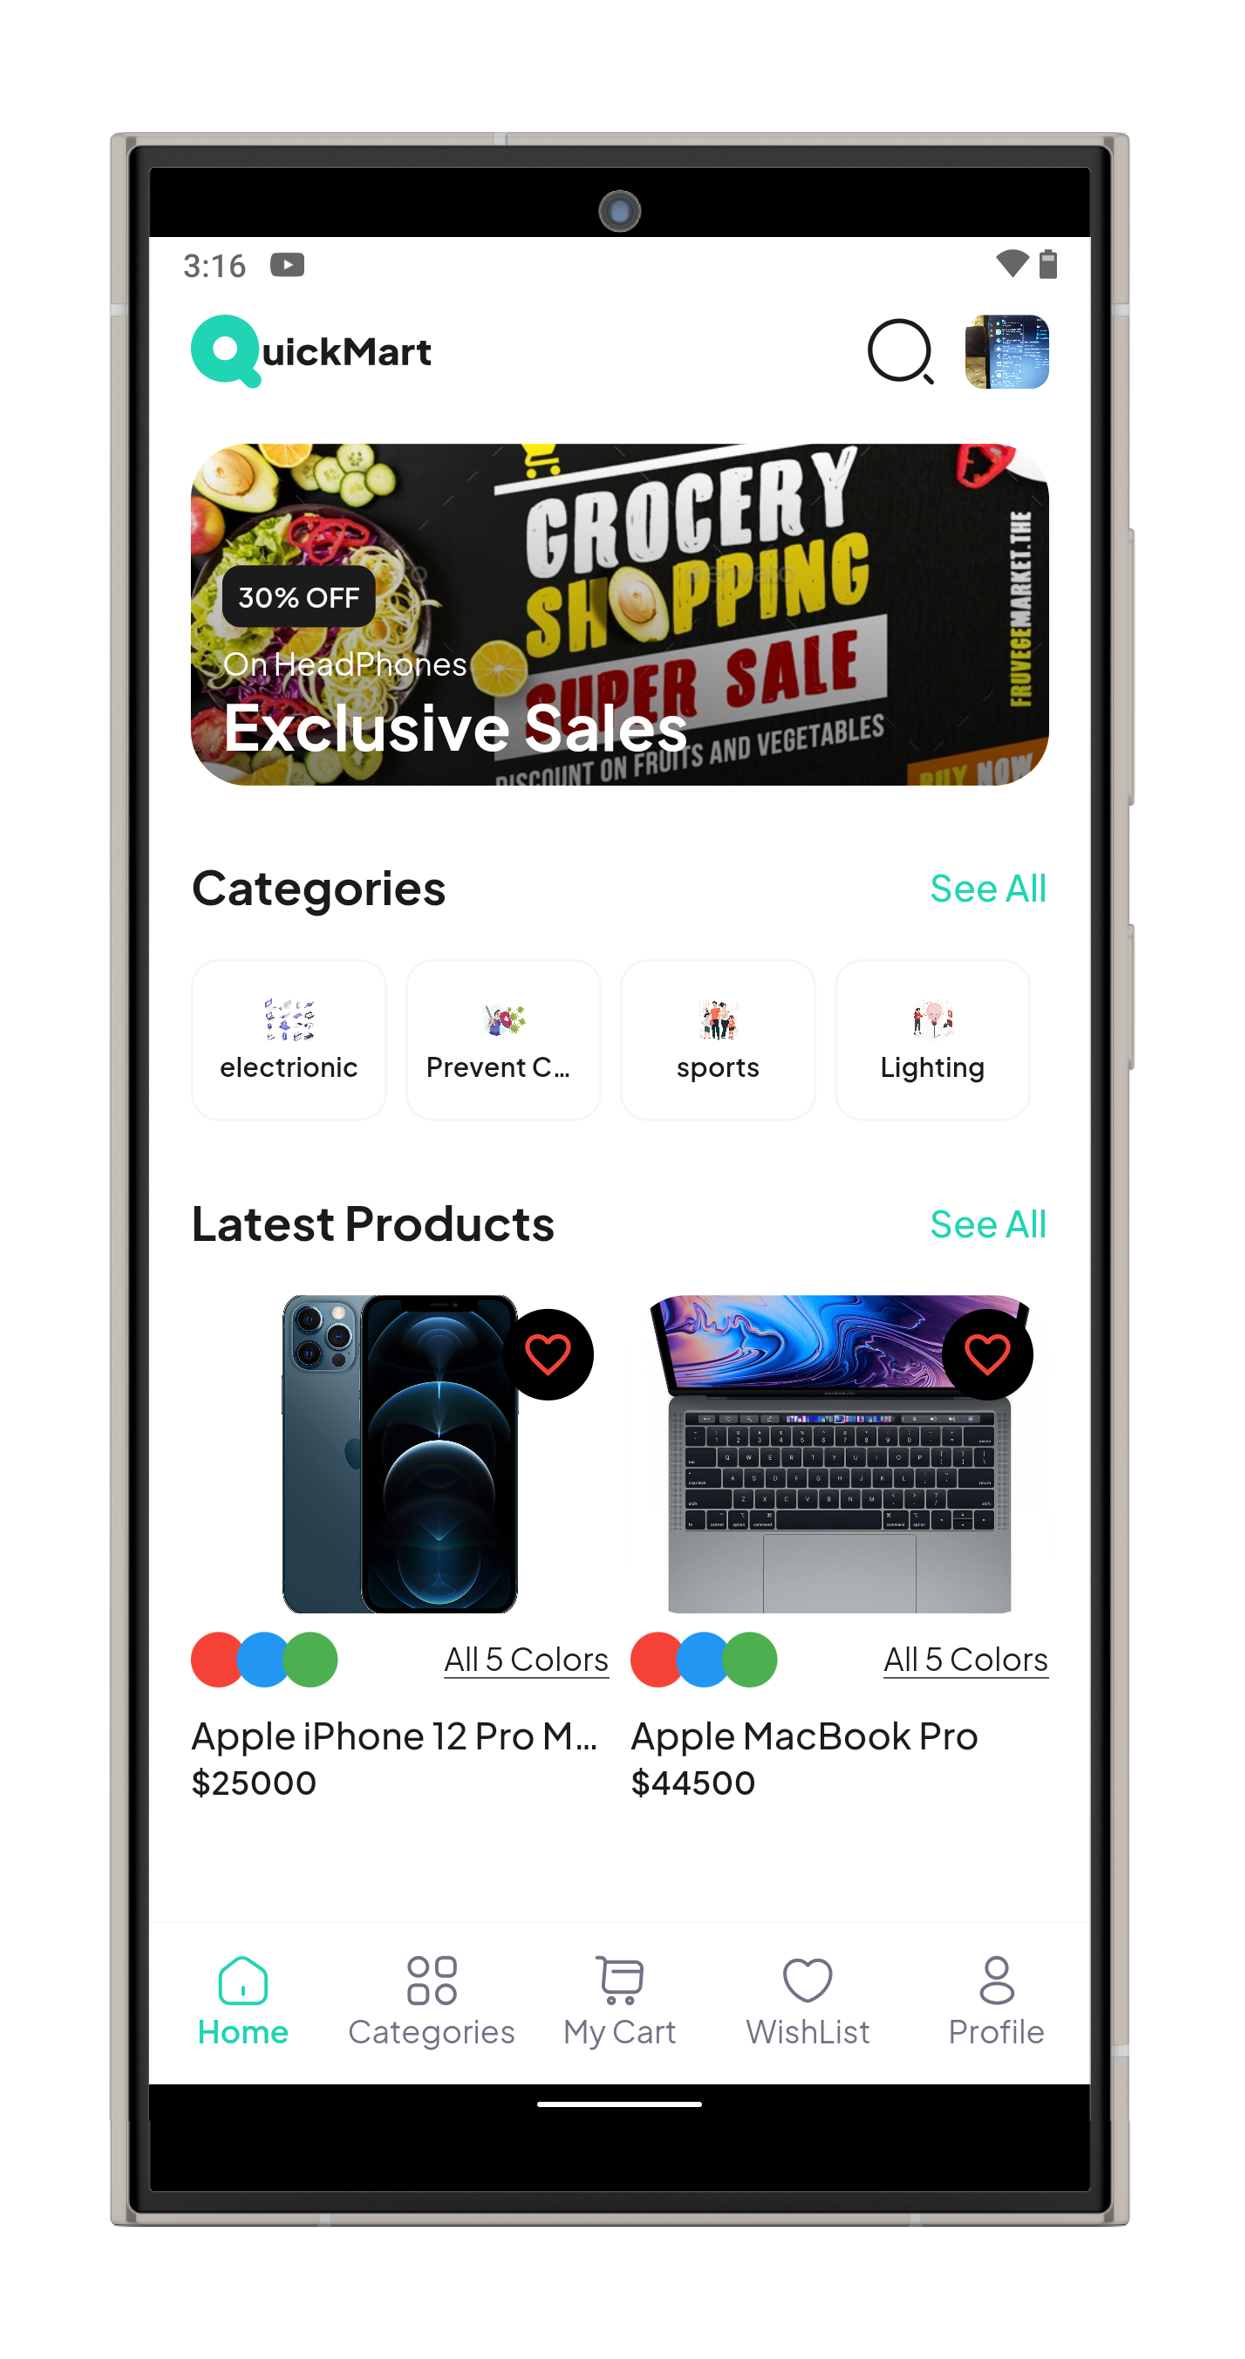 3:16
QuickMart
GROCERY
SHOPPING
SUPER SALE
DISCOUNT ON FRUITS AND VEGETABLES
BUY NOW
FRUVEGEMARKET.THE
30% OFF
On HeadPhones
Exclusive Sales
Categories
See All
electrionic
Prevent C...
sports
Lighting
Latest Products
See All
All 5 Colors
All 5 Colors
Apple iPhone 12 Pro M...
Apple MacBook Pro
$25000
$44500
Home
Categories
My Cart
WishList
Profile